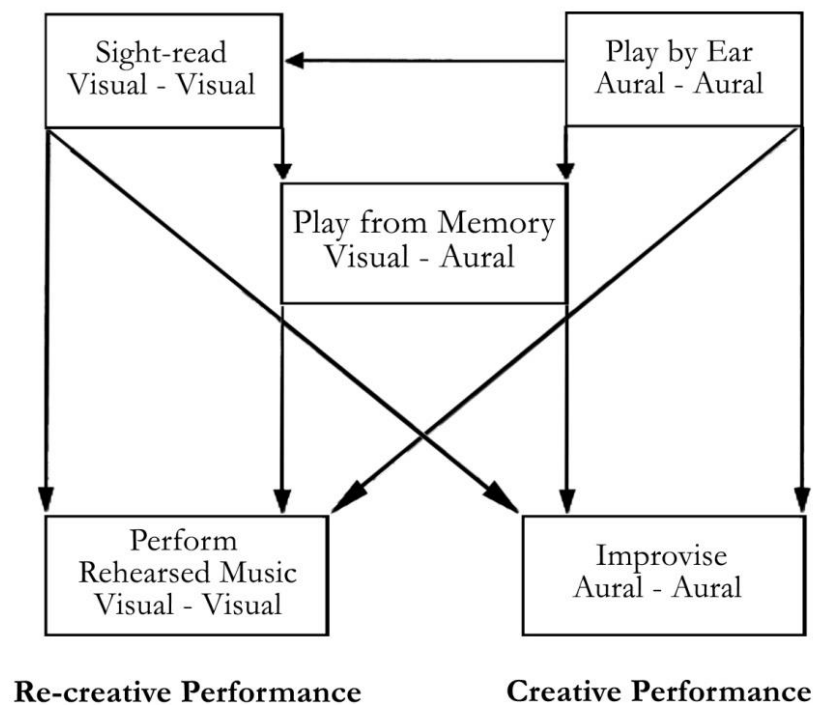 Sight-read
Visual - Visual
Play by Ear
Aural - Aural
Play from Memory
Visual - Aural
Perform
Rehearsed Music
Visual - Visual
Improvise
Aural - Aural
Re-creative Performance
Creative Performance